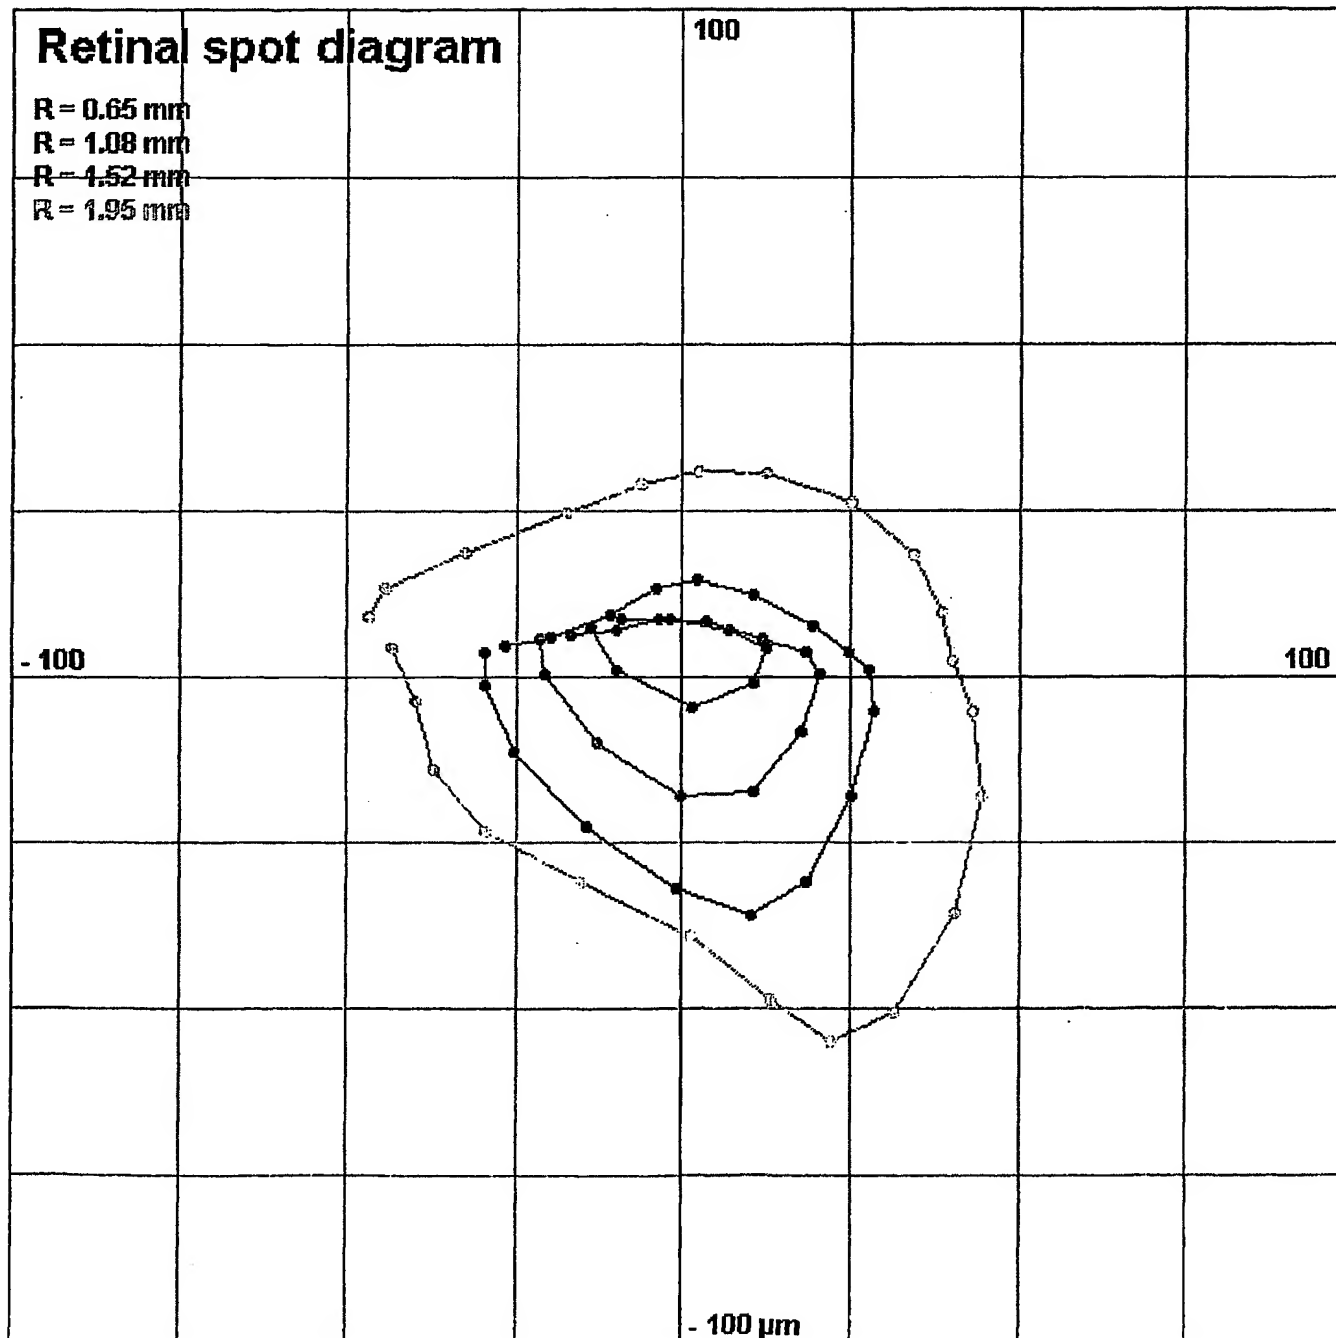 Retinal spot diagram
100
R = 0.65 mm
R = 1.08 mm
R = 1.52 mm
R = 1.95 mm
- 100
100
- 100 µm